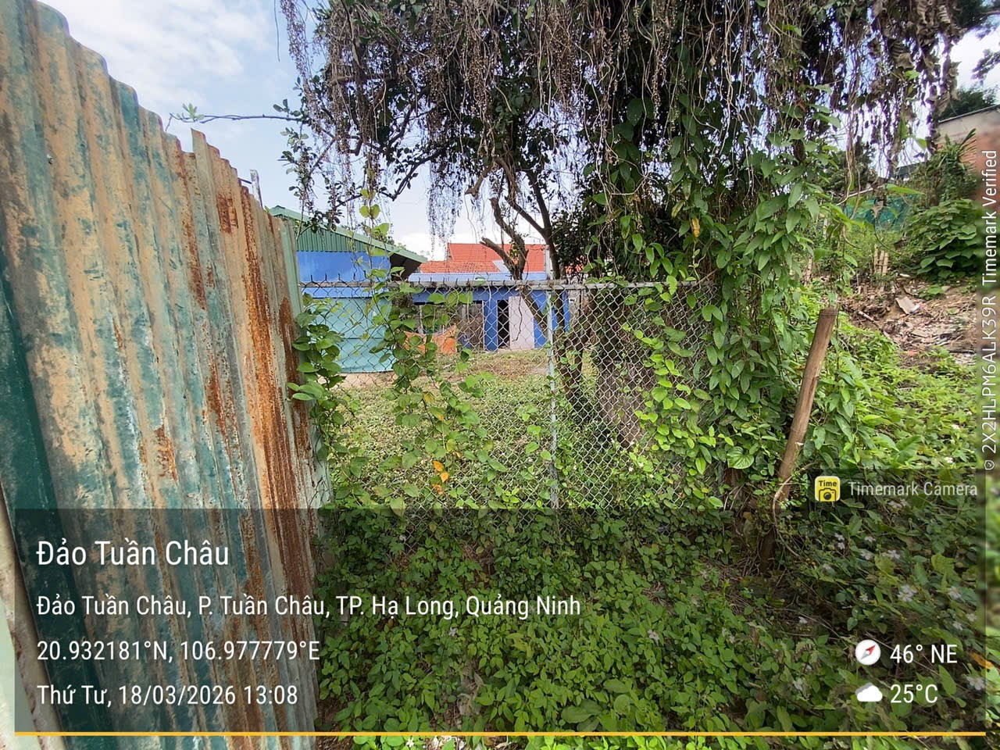 Time
Timemark Camera
Đảo Tuần Châu
Đảo Tuần Châu, P. Tuần Châu, TP. Hạ Long, Quảng Ninh
20.932181°N, 106.977779°E
Thứ Tư, 18/03/2026 13:08
46° NE
25°C
2X2HLPM6ALK39R Timemark Verified